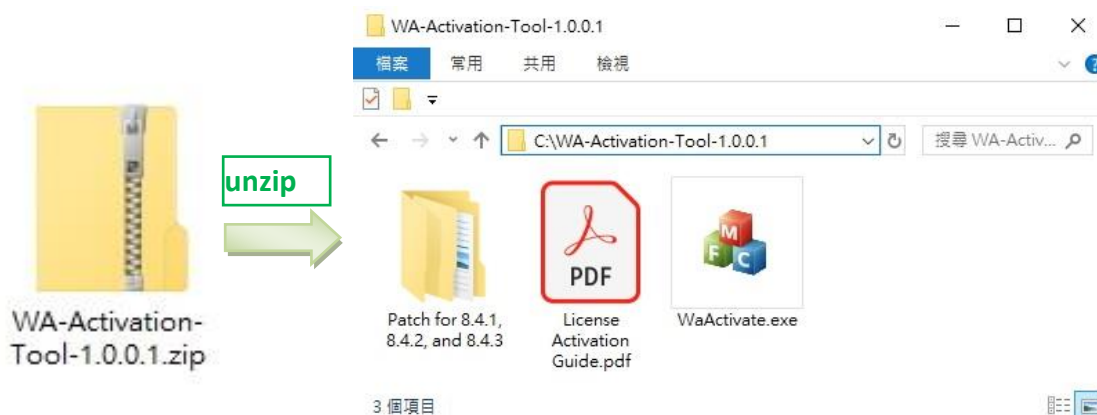 WA-Activation-Tool-1.0.0.1
檔案 常用 共用 檢視
C:\WA-Activation-Tool-1.0.0.1
搜尋 WA-Activ...
unzip
WA-Activation-
Tool-1.0.0.1.zip
PDF
M
F C
Patch for 8.4.1,
8.4.2, and 8.4.3
License
Activation
Guide.pdf
WaActivate.exe
3 個項目